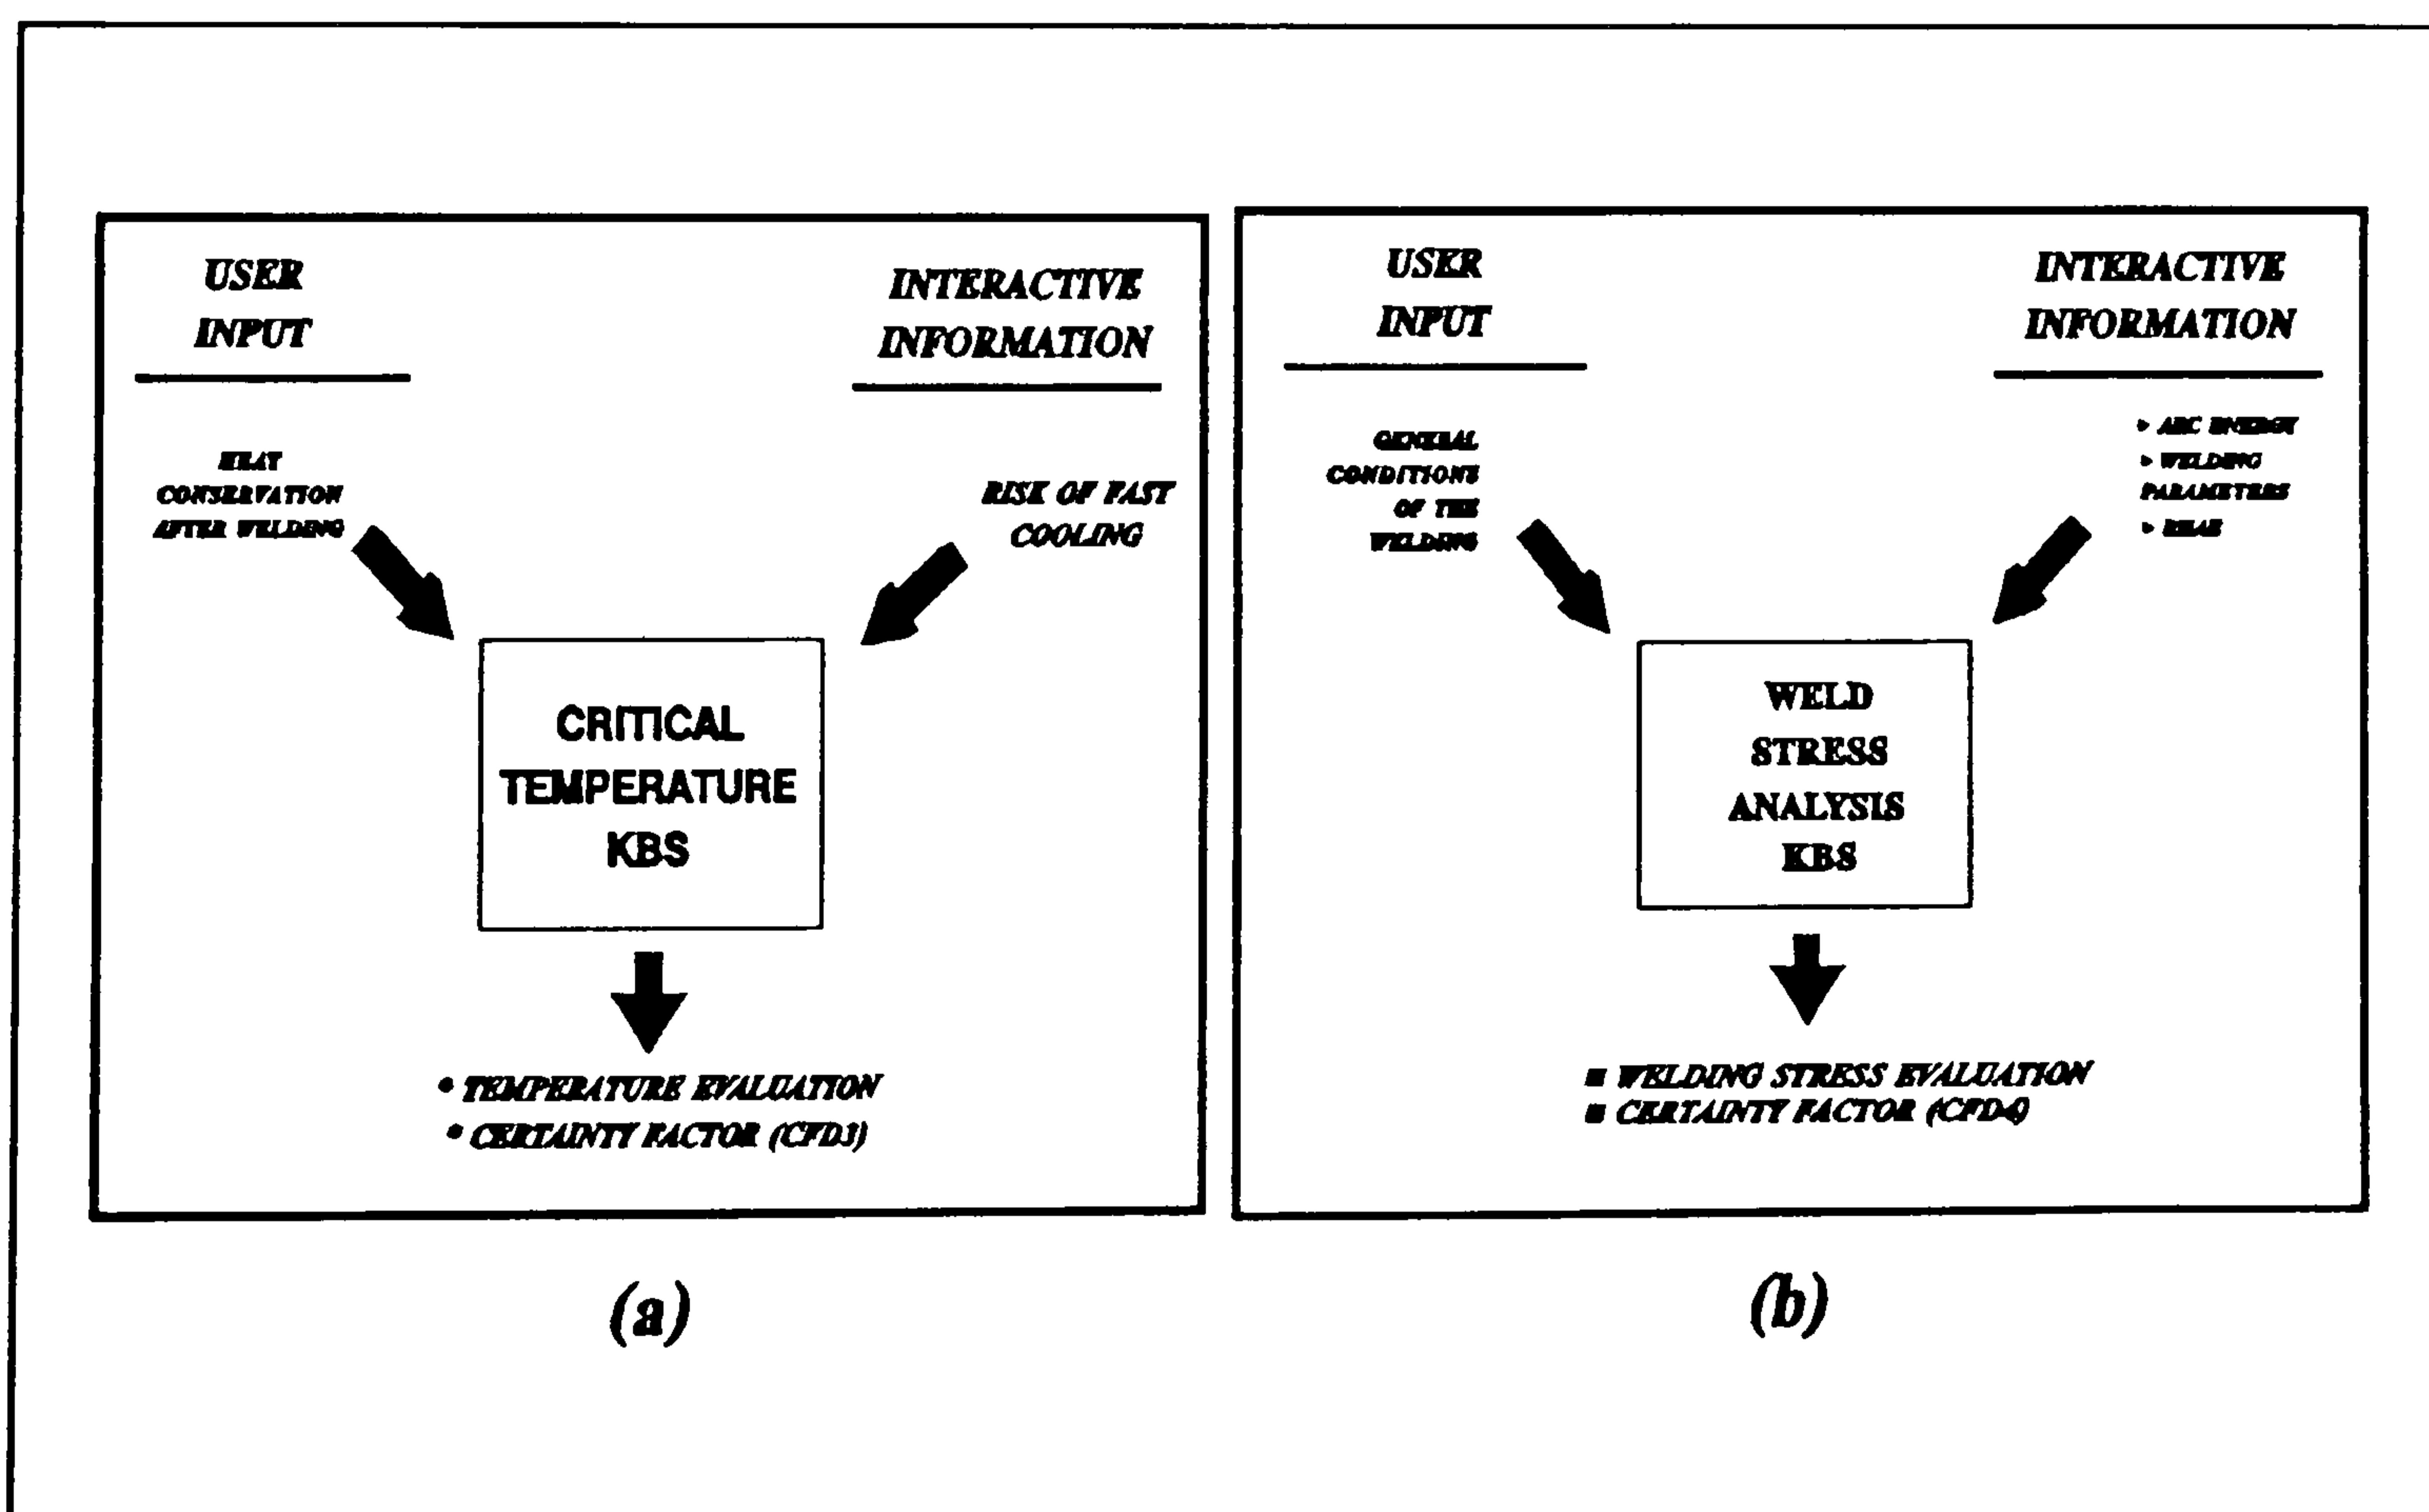 USER
INPUT
INTERACTIVE
INFORMATION
HEAT
CONSERVATION
AFTER WELDING
RISK OF FAST
COOLING
CRITICAL
TEMPERATURE
KBS
• TEMPERATURE EVALUATION
• CERTAINTY FACTOR (CFD3)
(a)
USER
INPUT
INTERACTIVE
INFORMATION
GENERAL
CONDITIONS
OF THE
WELDING
▸ ARC ENERGY
▸ WELDING
PARAMETERS
WELD
STRESS
ANALYSIS
KBS
■ WELDING STRESS EVALUATION
■ CERTAINTY FACTOR (CFD4)
(b)